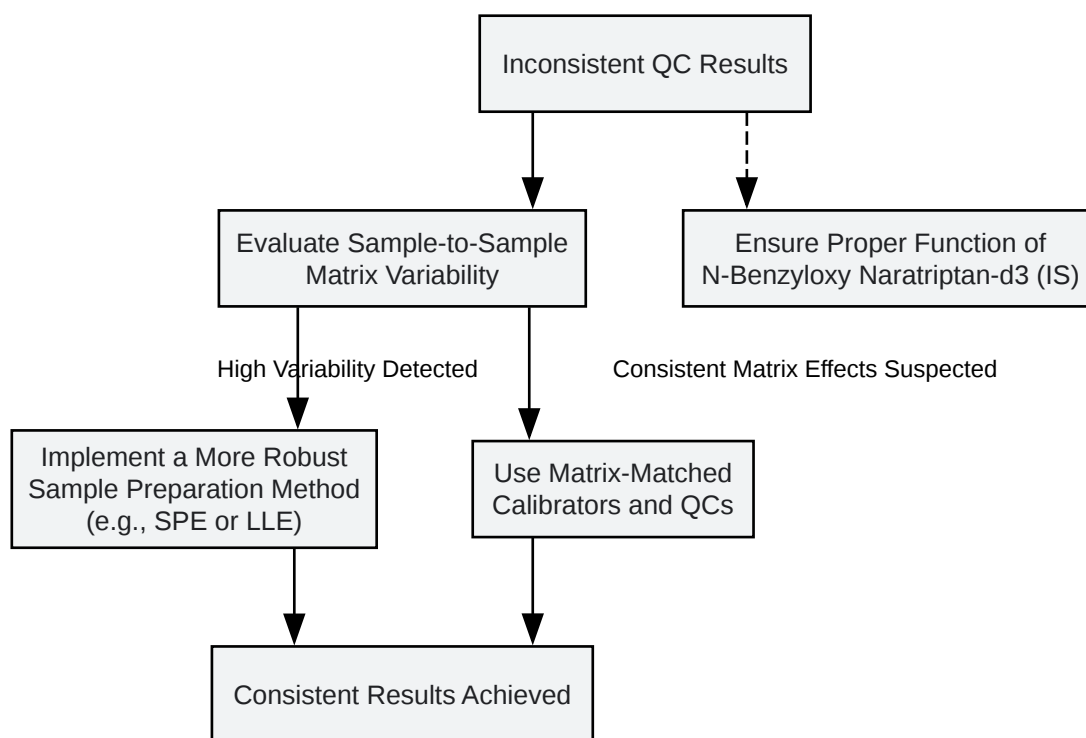 Inconsistent QC Results
Evaluate Sample-to-Sample
Matrix Variability
Ensure Proper Function of
N-Benzyloxy Naratriptan-d3 (IS)
High Variability Detected
Consistent Matrix Effects Suspected
Implement a More Robust
Sample Preparation Method
(e.g., SPE or LLE)
Use Matrix-Matched
Calibrators and QCs
Consistent Results Achieved